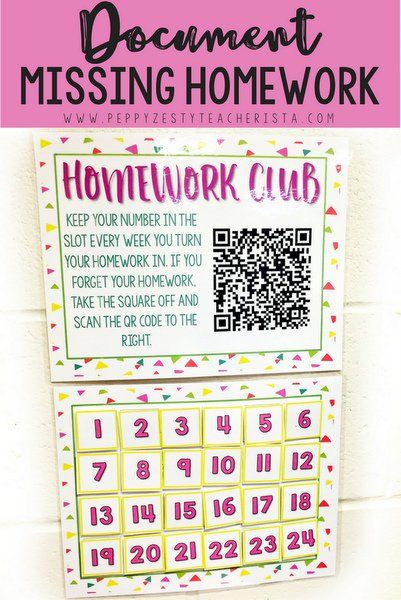 Document
MISSING HOMEWORK
WWW.PEPPYZESTYTEACHERISTA.COM
HOMEWORK CLUB
KEEP YOUR NUMBER IN THE
SLOT EVERY WEEK YOU TURN
YOUR HOMEWORK IN. IF YOU
FORGET YOUR HOMEWORK,
TAKE THE SQUARE OFF AND
SCAN THE QR CODE TO THE
RIGHT.
1 2 3 4 5 6
7 8 9 10 11 12
13 14 15 16 17 18
19 20 21 22 23 24